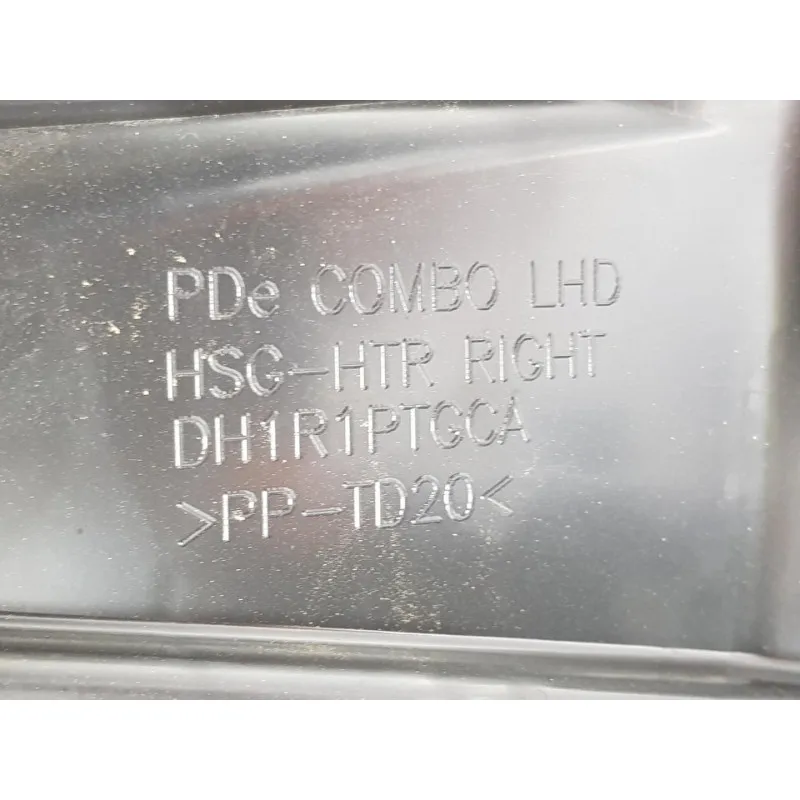 PDe COMBO LHD
HSG-HTR RIGHT
DH1R1PTGCA
>PP-TD20<